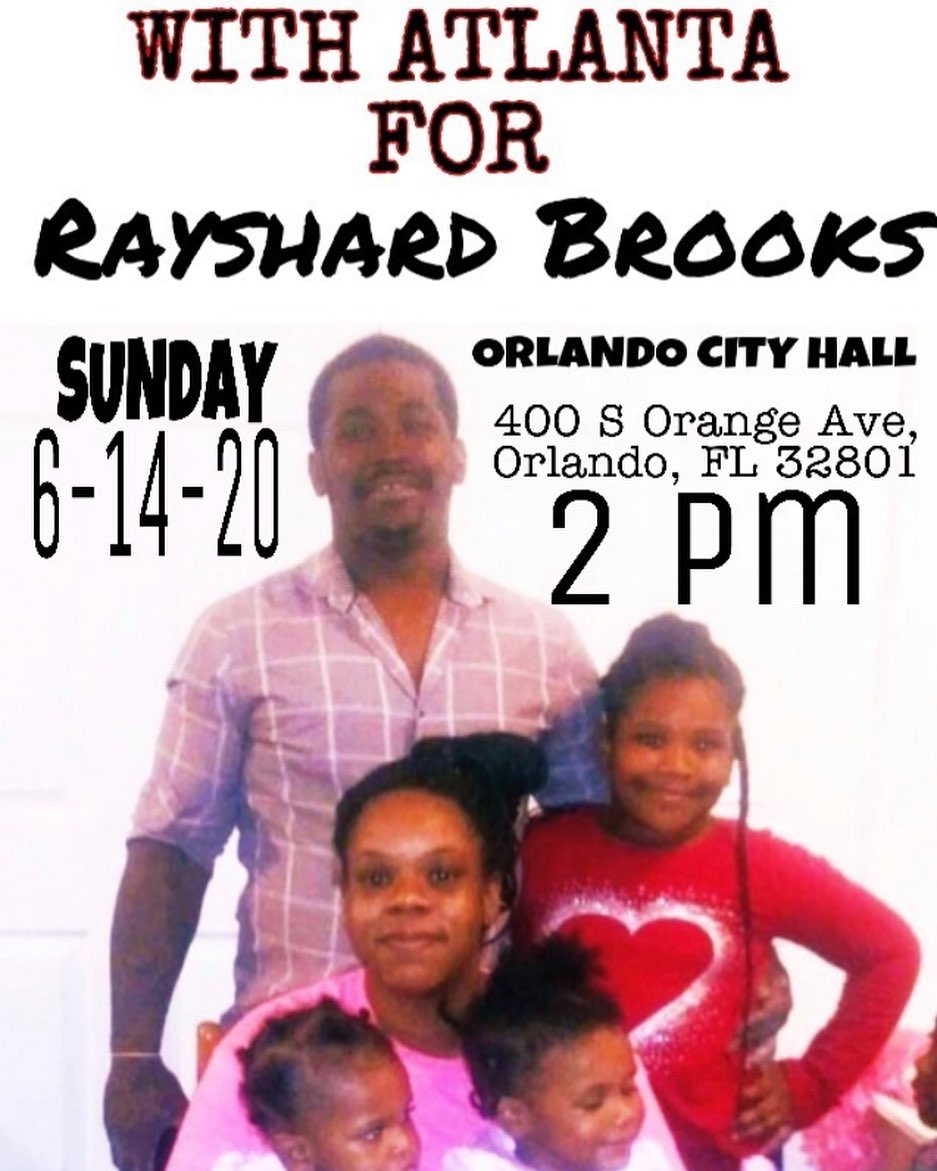 WITH ATLANTA
FOR
RAYSHARD BROOKS
SUNDAY
6-14-20
ORLANDO CITY HALL
400 S Orange Ave,
Orlando, FL 32801
2 PM